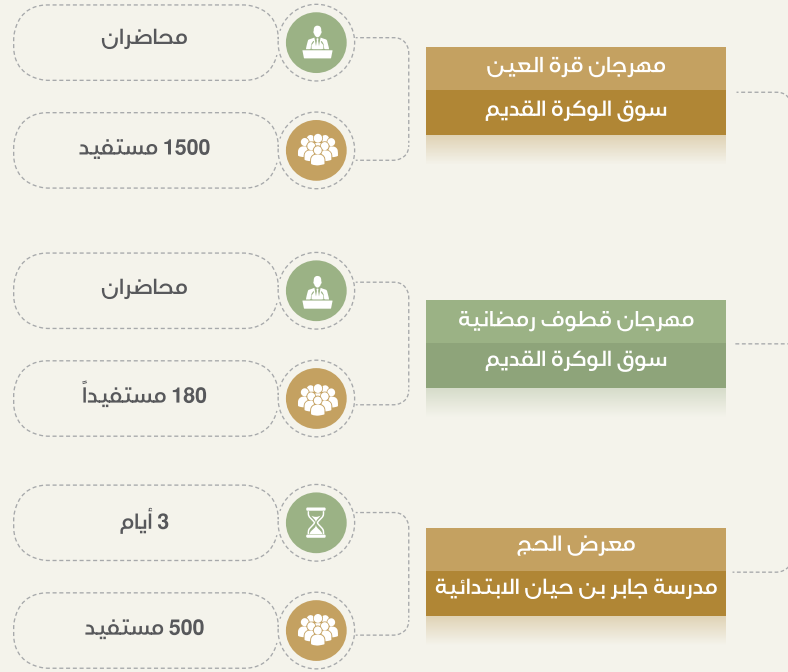 مهرجان قرة العين
سوق الوكرة القديم
محاضران
1500 مستفيد
مهرجان قطوف رمضانية
سوق الوكرة القديم
محاضران
180 مستفيداً
معرض الحج
مدرسة جابر بن حيان الابتدائية
3 أيام
500 مستفيد